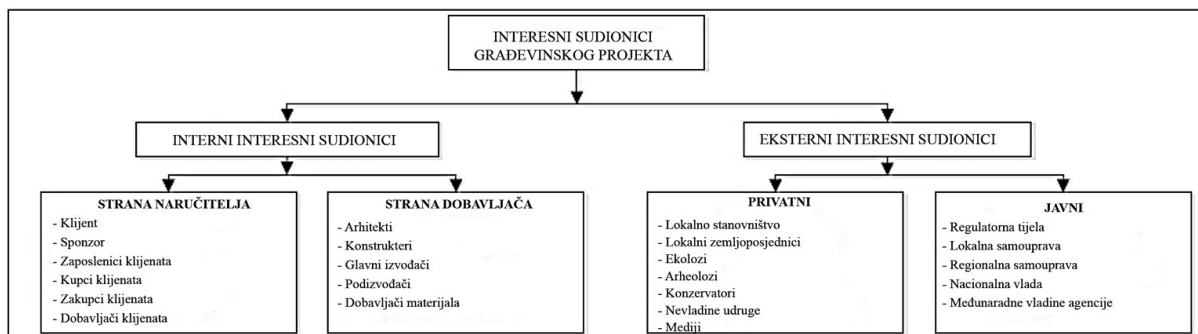 INTERESNI SUDIONICI
GRAĐEVINSKOG PROJEKTA
INTERNI INTERESNI SUDIONICI
EKSTERNI INTERESNI SUDIONICI
STRANA NARUČITELJA
- Klijent
- Sponzor
- Zaposlenici klijenata
- Kupci klijenata
- Zakupci klijenata
- Dobavljači klijenata
STRANA DOBAVLJAČA
- Arhitekti
- Konstrukteri
- Glavni izvođači
- Podizvođači
- Dobavljači materijala
PRIVATNI
- Lokalno stanovništvo
- Lokalni zemljoposjednici
- Ekolozi
- Arheolozi
- Konzervatori
- Nevladine udruge
- Mediji
JAVNI
- Regulatorna tijela
- Lokalna samouprava
- Regionalna samouprava
- Nacionalna vlada
- Međunaradne vladine agencije